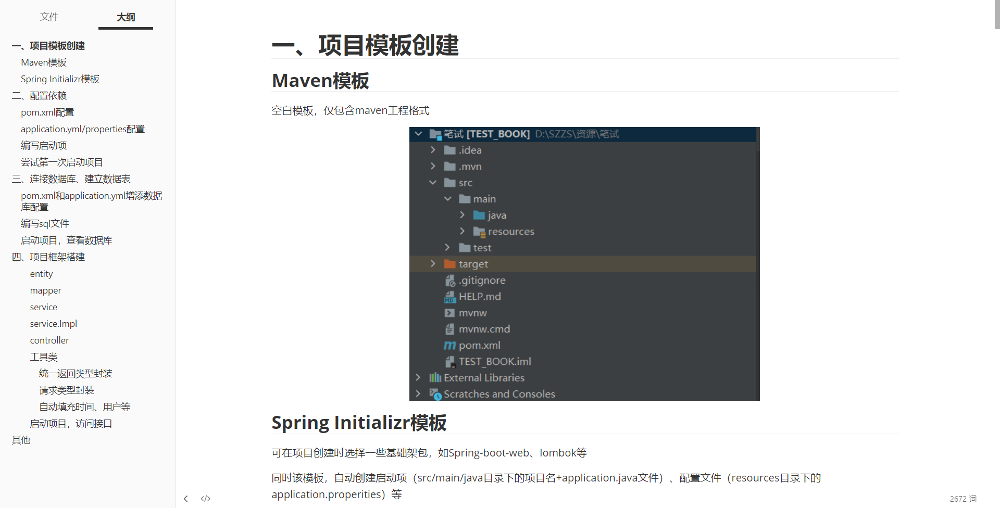 文件
大纲
一、项目模板创建
Maven模板
Spring Initializr模板
二、配置依赖
pom.xml配置
application.yml/properties配置
编写启动项
尝试第一次启动项目
三、连接数据库、建立数据表
pom.xml和application.yml增添数据
库配置
编写sql文件
启动项目，查看数据库
四、项目框架搭建
entity
mapper
service
service.Impl
controller
工具类
统一返回类型封装
请求类型封装
自动填充时间、用户等
启动项目，访问接口
其他
一、项目模板创建
Maven模板
空白模板，仅包含maven工程格式
笔试 [TEST_BOOK] D:\SZZS\资源\笔试
.idea
.mvn
src
main
java
resources
test
target
.gitignore
HELP.md
mvnw
mvnw.cmd
pom.xml
TEST_BOOK.iml
External Libraries
Scratches and Consoles
Spring Initializr模板
可在项目创建时选择一些基础架包，如Spring-boot-web、lombok等
同时该模板，自动创建启动项（src/main/java目录下的项目名+application.java文件）、配置文件（resources目录下的
application.properities）等
2672 词